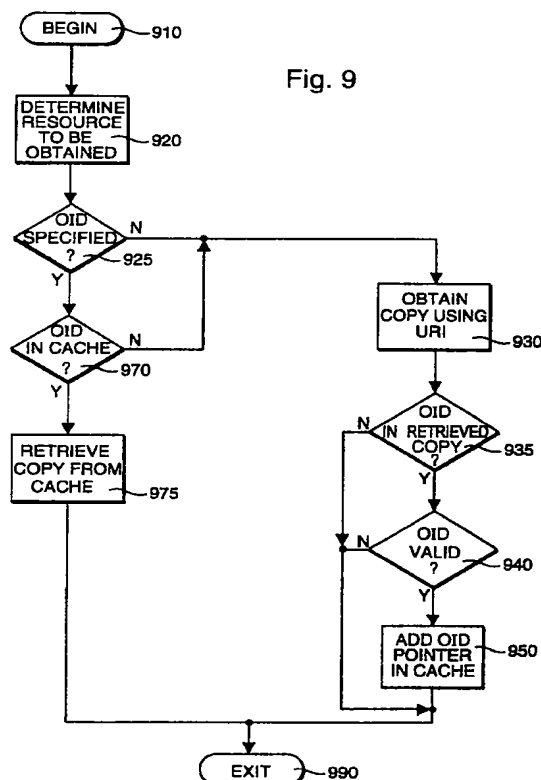 BEGIN
910
Fig. 9
DETERMINE
RESOURCE
TO BE
OBTAINED
920
OID
SPECIFIED
?
925
N
Y
OID
IN CACHE
?
970
N
Y
RETRIEVE
COPY FROM
CACHE
975
OBTAIN
COPY USING
URI
930
OID
IN RETRIEVED
COPY
?
935
N
Y
OID
VALID
?
940
N
Y
ADD OID
POINTER
IN CACHE
950
EXIT
990